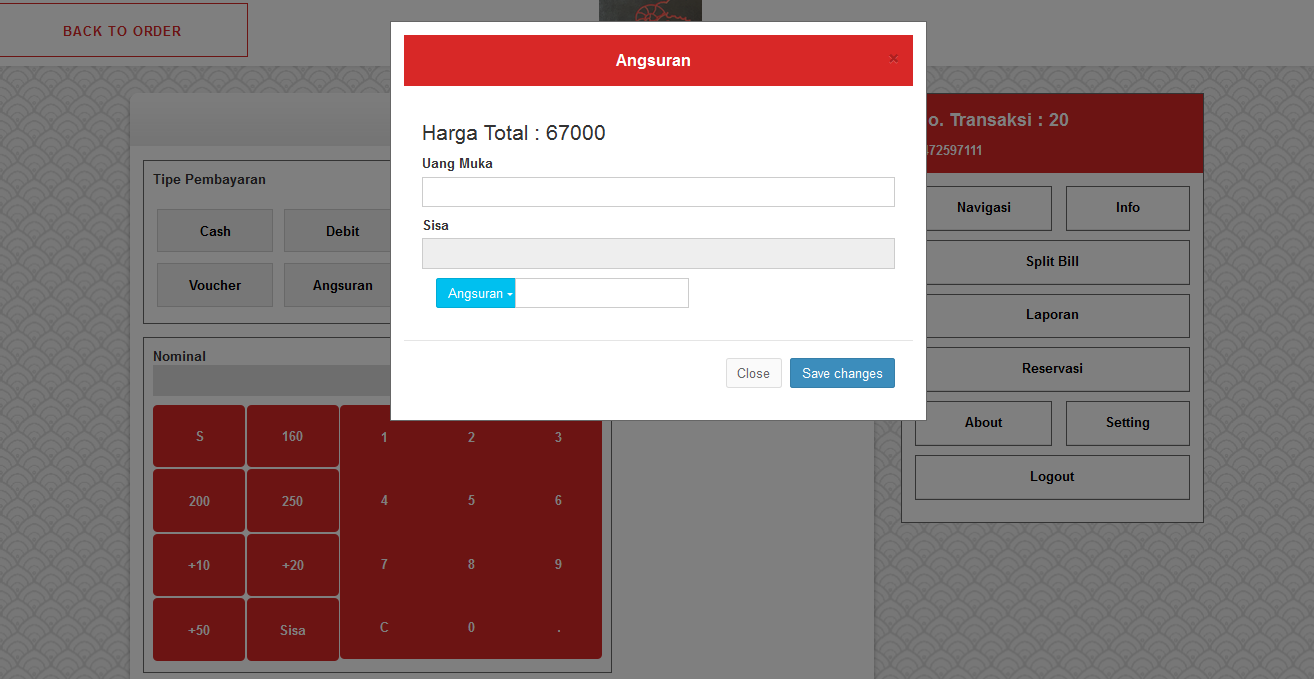 BACK TO ORDER
Angsuran
×
Harga Total : 67000
Uang Muka
Sisa
Angsuran
Close
Save changes
Tipe Pembayaran
Cash
Debit
Voucher
Angsuran
Nominal
S
160
1
2
3
200
250
4
5
6
+10
+20
7
8
9
+50
Sisa
C
0
.
o. Transaksi : 20
472597111
Navigasi
Info
Split Bill
Laporan
Reservasi
About
Setting
Logout